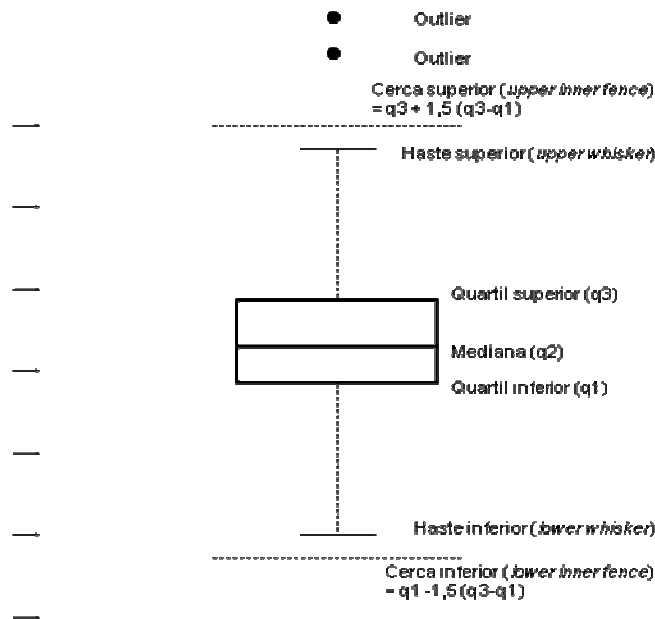 Outlier
Outlier
Cerca superior (upper inner fence)
= q3 + 1,5 (q3-q1)
Haste superior (upper whisker)
Quartil superior (q3)
Mediana (q2)
Quartil inferior (q1)
Haste inferior (lower whisker)
Cerca inferior (lower inner fence)
= q1 -1,5 (q3-q1)